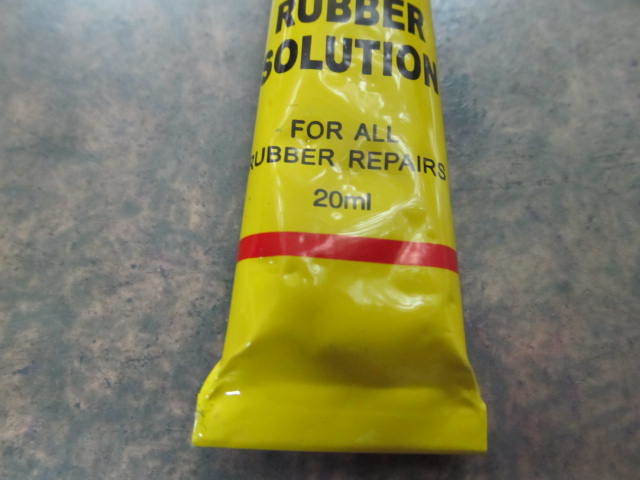 RUBBER
SOLUTION
FOR ALL
RUBBER REPAIRS
20ml